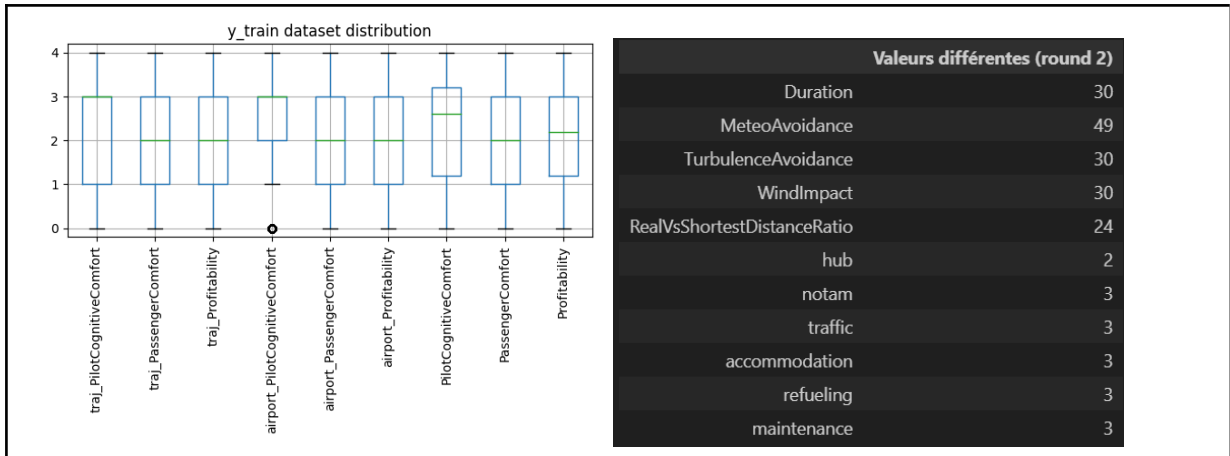 y_train dataset distribution
4
3
2
1
0
traj_PilotCognitiveComfort
traj_PassengerComfort
traj_Profitability
airport_PilotCognitiveComfort
airport_PassengerComfort
airport_Profitability
PilotCognitiveComfort
PassengerComfort
Profitability
Valeurs différentes (round 2)
Duration 30
MeteoAvoidance 49
TurbulenceAvoidance 30
WindImpact 30
RealVsShortestDistanceRatio 24
hub 2
notam 3
traffic 3
accommodation 3
refueling 3
maintenance 3